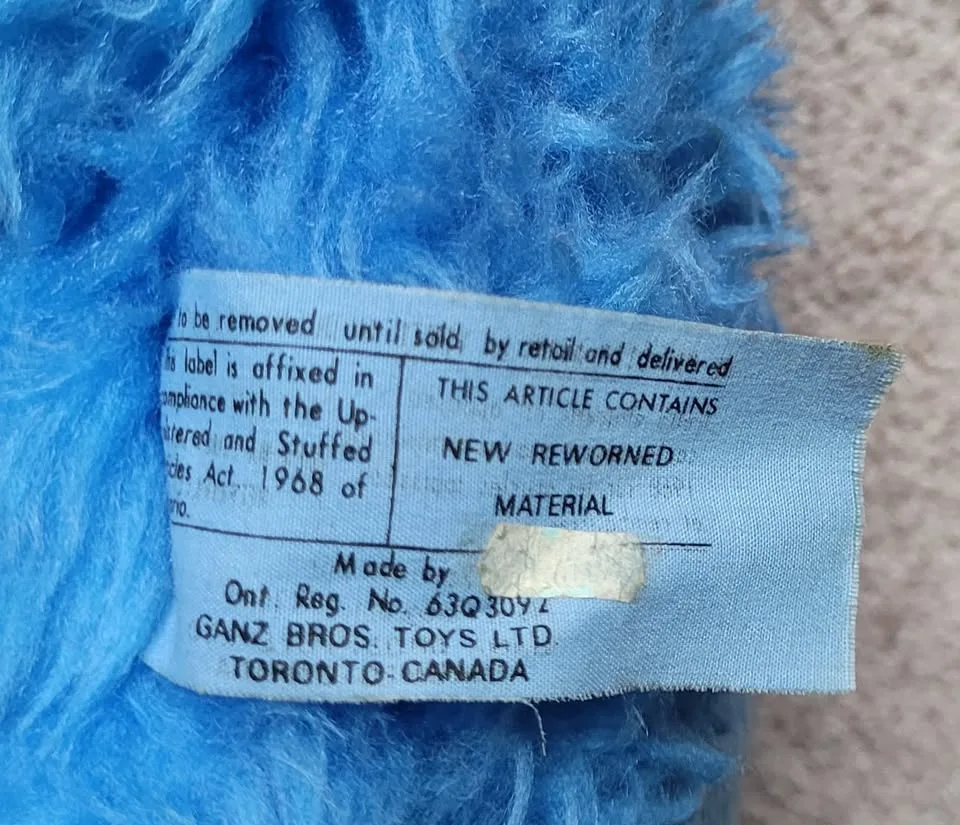 to be removed until sold, by retail and delivered
label is affixed in
compliance with the Up-
and Stuffed
Act. 1968 of
THIS ARTICLE CONTAINS
NEW REWORNED
MATERIAL
Made by
Ont. Reg. No. 63Q3092
GANZ BROS. TOYS LTD.
TORONTO-CANADA